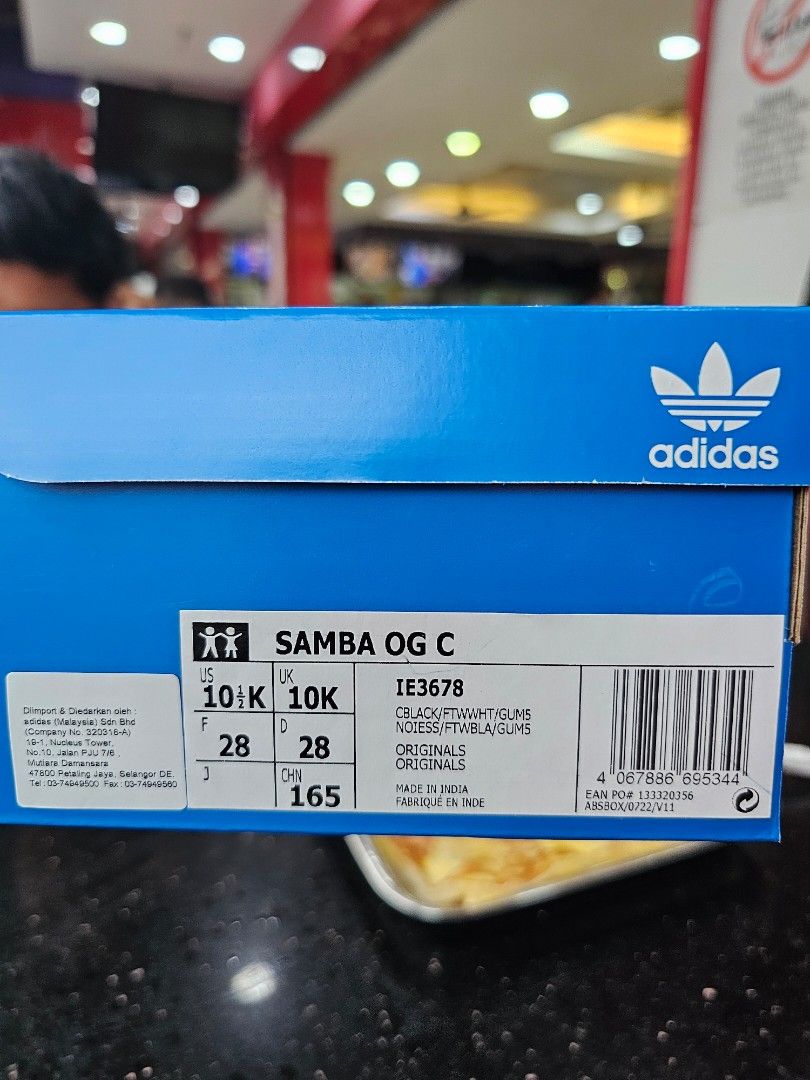 adidas
SAMBA OG C
US
10½K
UK
10K
F
28
D
28
J
CHN
165
IE3678
CBLACK/FTWWHT/GUM5
NOIESS/FTWBLA/GUM5
ORIGINALS
ORIGINALS
MADE IN INDIA
FABRIQUÉ EN INDE
4 067886 695344
EAN PO# 133320356
ABSBOX/0722/V11
Diimport & Diedarkan oleh :
adidas (Malaysia) Sdn Bhd
(Company No. 320316-A)
19-1, Nucleus Tower,
No.10, Jalan PJU 7/6 ,
Mutiara Damansara
47800 Petaling Jaya, Selangor DE.
Tel : 03-74949500 Fax : 03-74949560